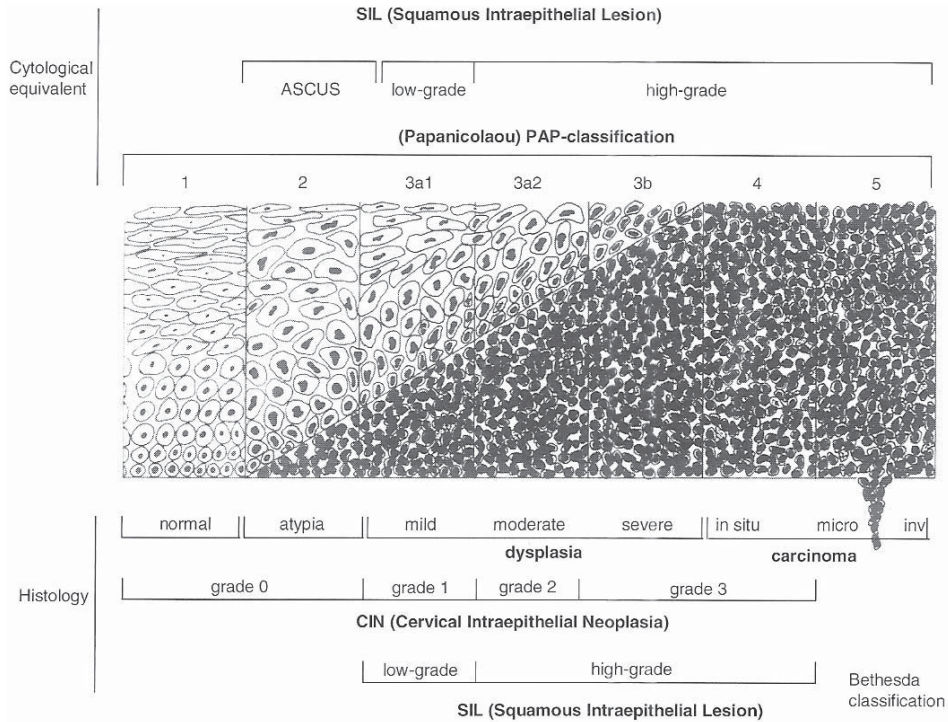 SIL (Squamous Intraepithelial Lesion)
Cytological
equivalent
ASCUS low-grade high-grade
(Papanicolaou) PAP-classification
1 2 3a1 3a2 3b 4 5
normal atypia mild moderate severe in situ micro inv
dysplasia carcinoma
Histology
grade 0 grade 1 grade 2 grade 3
CIN (Cervical Intraepithelial Neoplasia)
low-grade high-grade
Bethesda
classification
SIL (Squamous Intraepithelial Lesion)